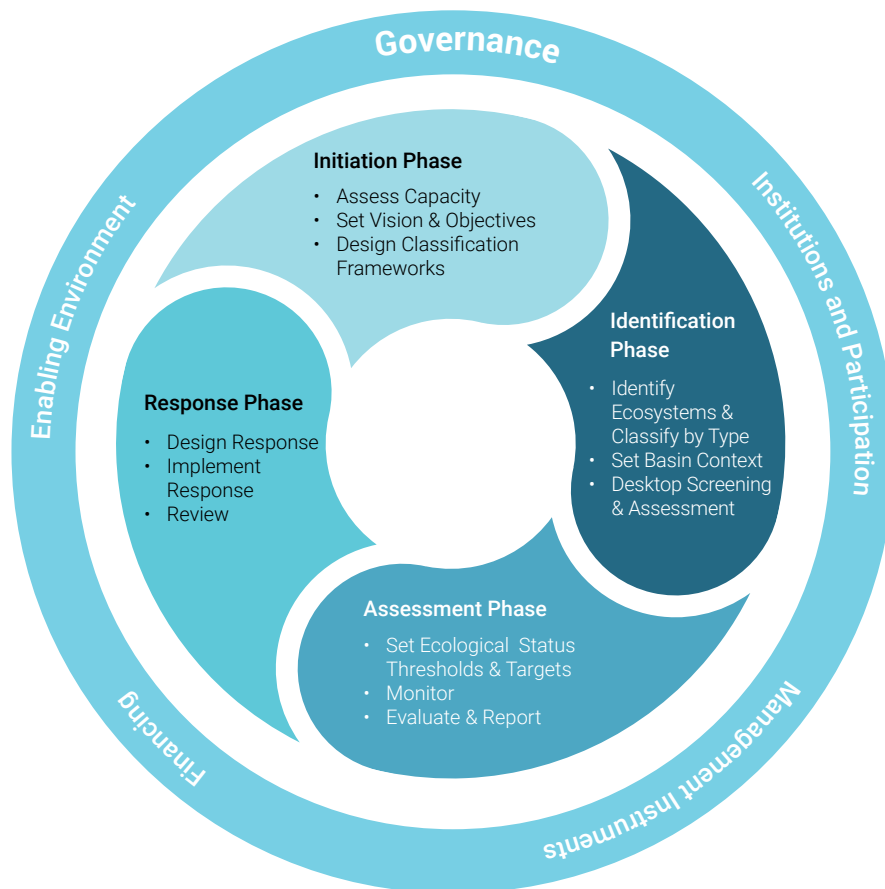 Governance
Institutions and Participation
Management Instruments
Financing
Enabling Environment
Initiation Phase
• Assess Capacity
• Set Vision & Objectives
• Design Classification
Frameworks
Identification
Phase
• Identify
Ecosystems &
Classify by Type
• Set Basin Context
• Desktop Screening
& Assessment
Assessment Phase
• Set Ecological Status
Thresholds & Targets
• Monitor
• Evaluate & Report
Response Phase
• Design Response
• Implement
Response
• Review